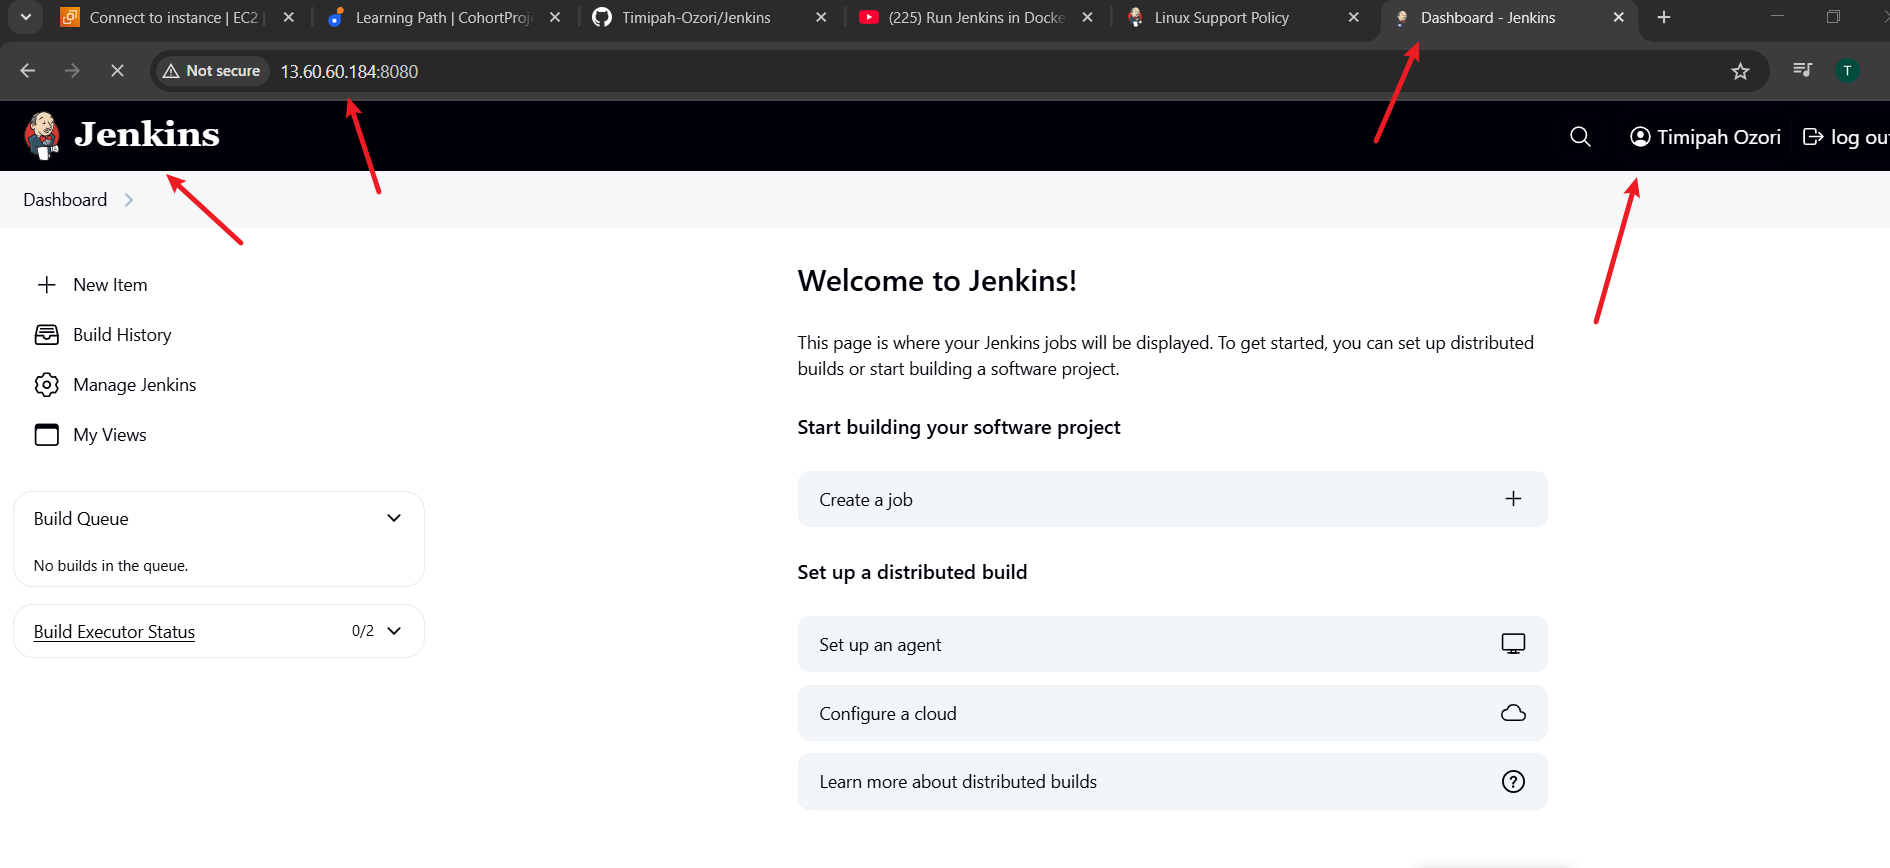 Connect to instance | EC2 |
Learning Path | CohortProj
Timipah-Ozori/Jenkins
(225) Run Jenkins in Docke
Linux Support Policy
Dashboard - Jenkins
Not secure
13.60.60.184:8080
T
Jenkins
Timipah Ozori
log out
Dashboard
New Item
Build History
Manage Jenkins
My Views
Build Queue
No builds in the queue.
Build Executor Status
0/2
Welcome to Jenkins!
This page is where your Jenkins jobs will be displayed. To get started, you can set up distributed
builds or start building a software project.
Start building your software project
Create a job
Set up a distributed build
Set up an agent
Configure a cloud
Learn more about distributed builds